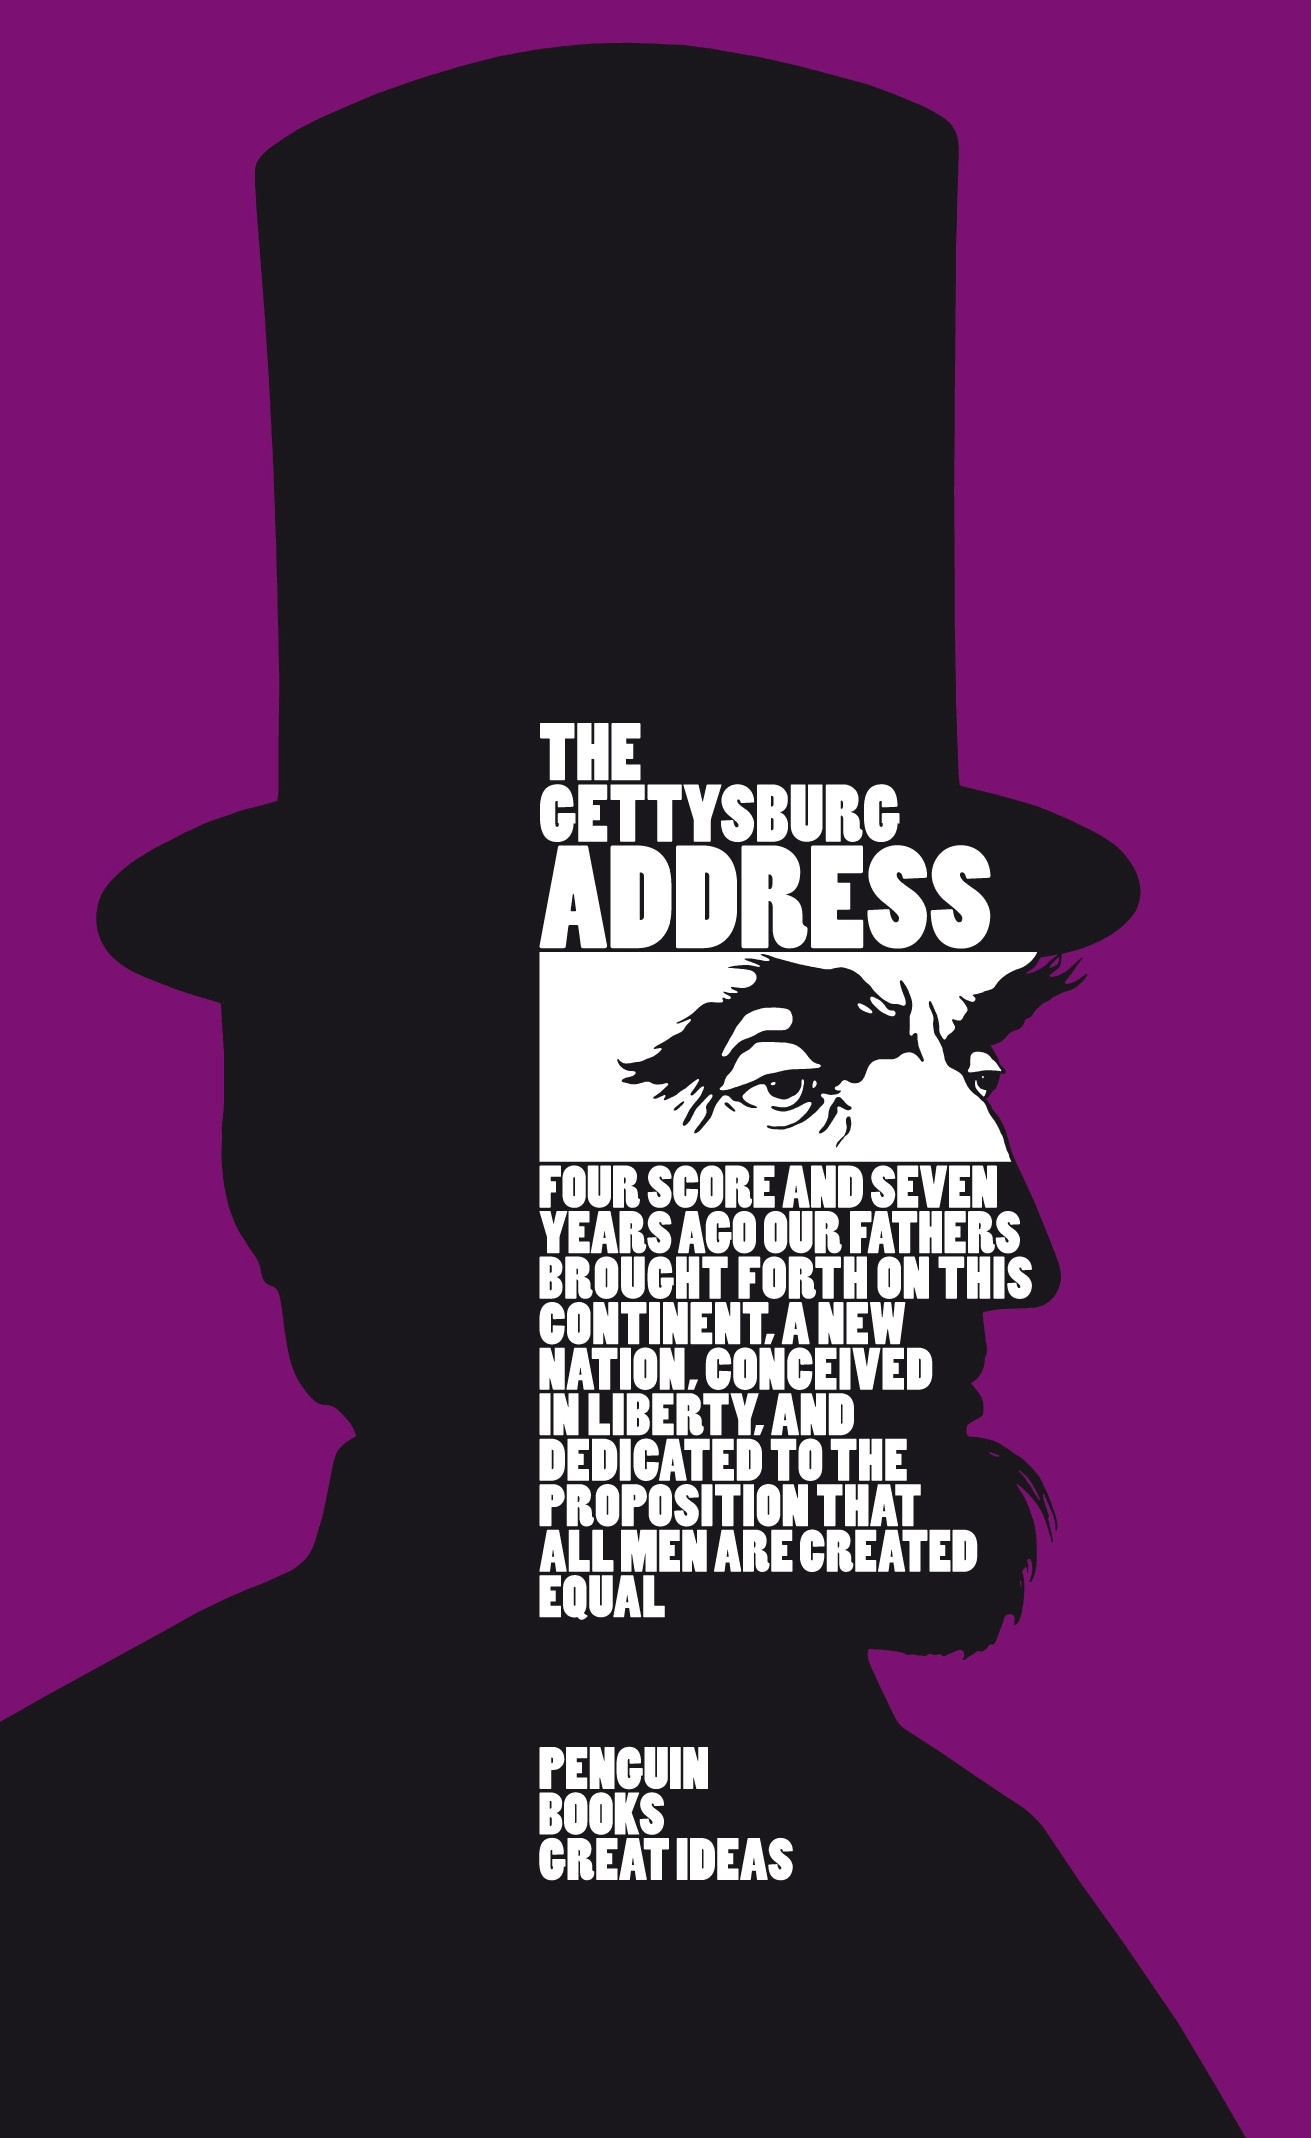 THE
GETTYSBURG
ADDRESS
FOUR SCORE AND SEVEN
YEARS AGO OUR FATHERS
BROUGHT FORTH ON THIS
CONTINENT, A NEW
NATION, CONCEIVED
IN LIBERTY, AND
DEDICATED TO THE
PROPOSITION THAT
ALL MEN ARE CREATED
EQUAL
PENGUIN
BOOKS
GREAT IDEAS